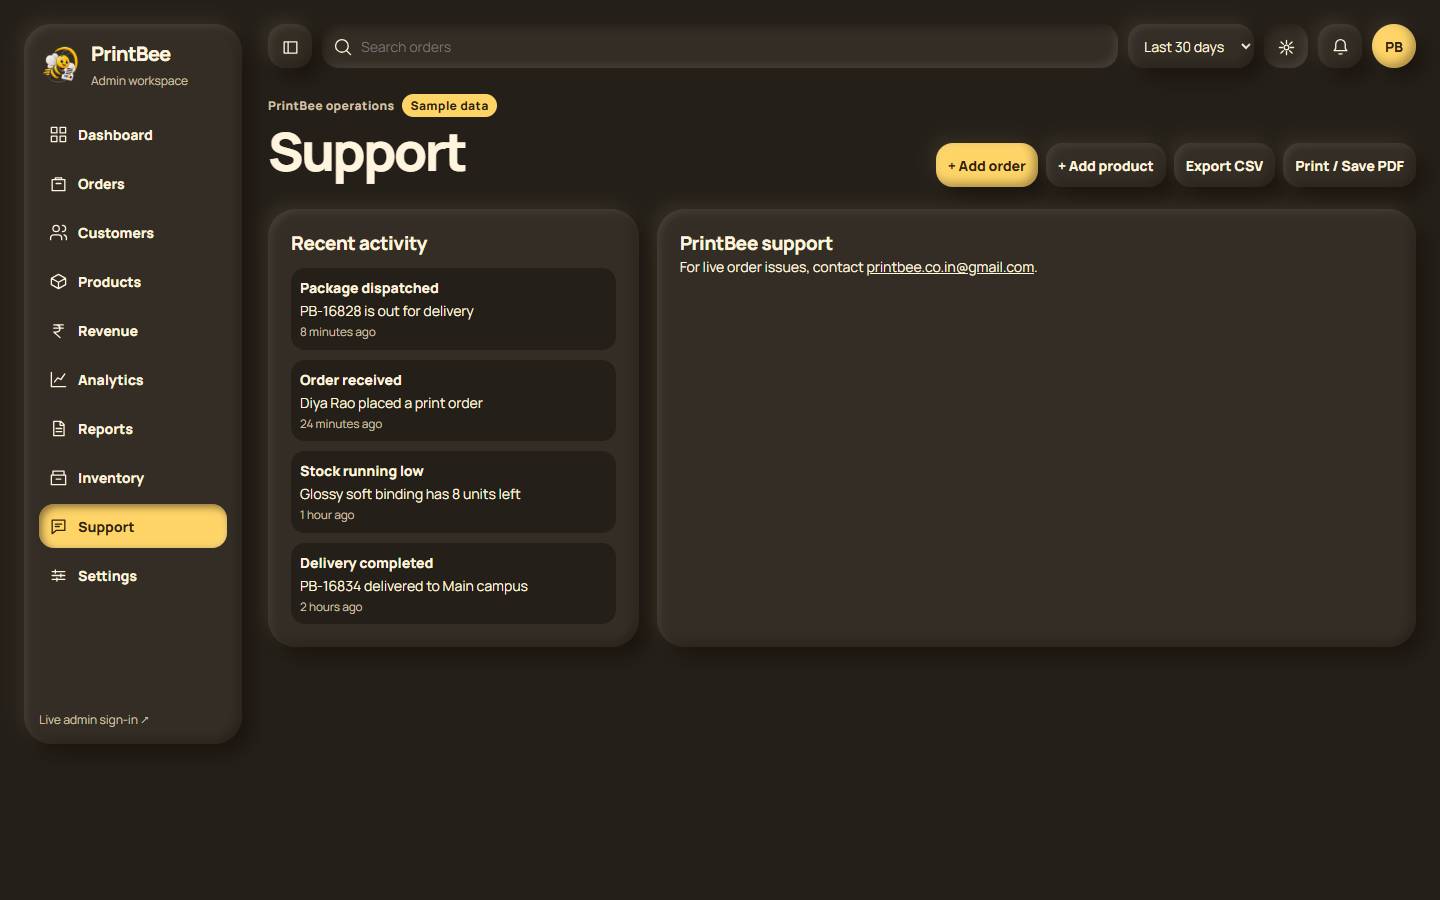 PrintBee
Admin workspace
Dashboard
Orders
Customers
Products
Revenue
Analytics
Reports
Inventory
Support
Settings
Live admin sign-in ↗
Search orders
Last 30 days
PB
PrintBee operations
Sample data
Support
+ Add order
+ Add product
Export CSV
Print / Save PDF
Recent activity
Package dispatched
PB-16828 is out for delivery
8 minutes ago
Order received
Diya Rao placed a print order
24 minutes ago
Stock running low
Glossy soft binding has 8 units left
1 hour ago
Delivery completed
PB-16834 delivered to Main campus
2 hours ago
PrintBee support
For live order issues, contact printbee.co.in@gmail.com.